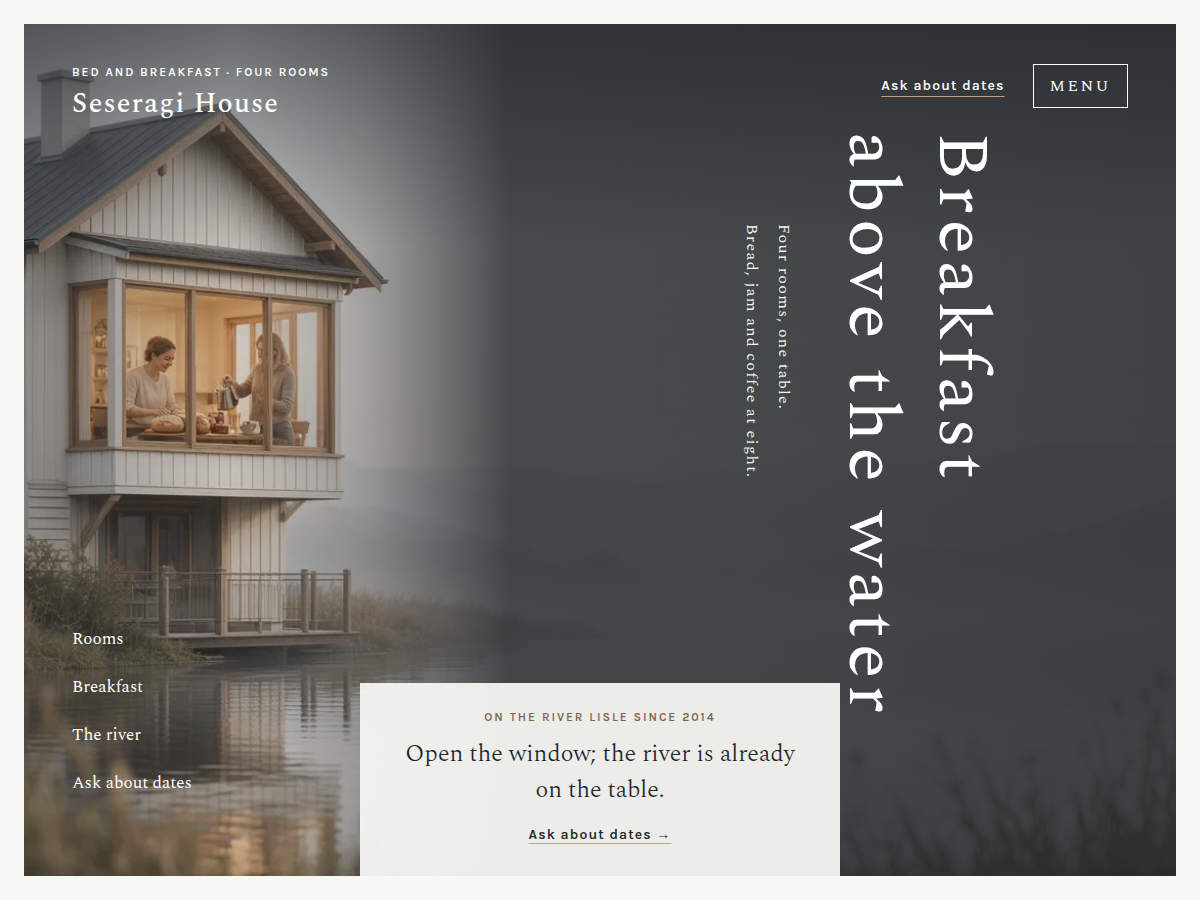 BED AND BREAKFAST · FOUR ROOMS
Seseragi House
Ask about dates
MENU
Breakfast
above the water
Four rooms, one table.
Bread, jam and coffee at eight.
Rooms
Breakfast
The river
Ask about dates
ON THE RIVER LISLE SINCE 2014
Open the window; the river is already
on the table.
Ask about dates →